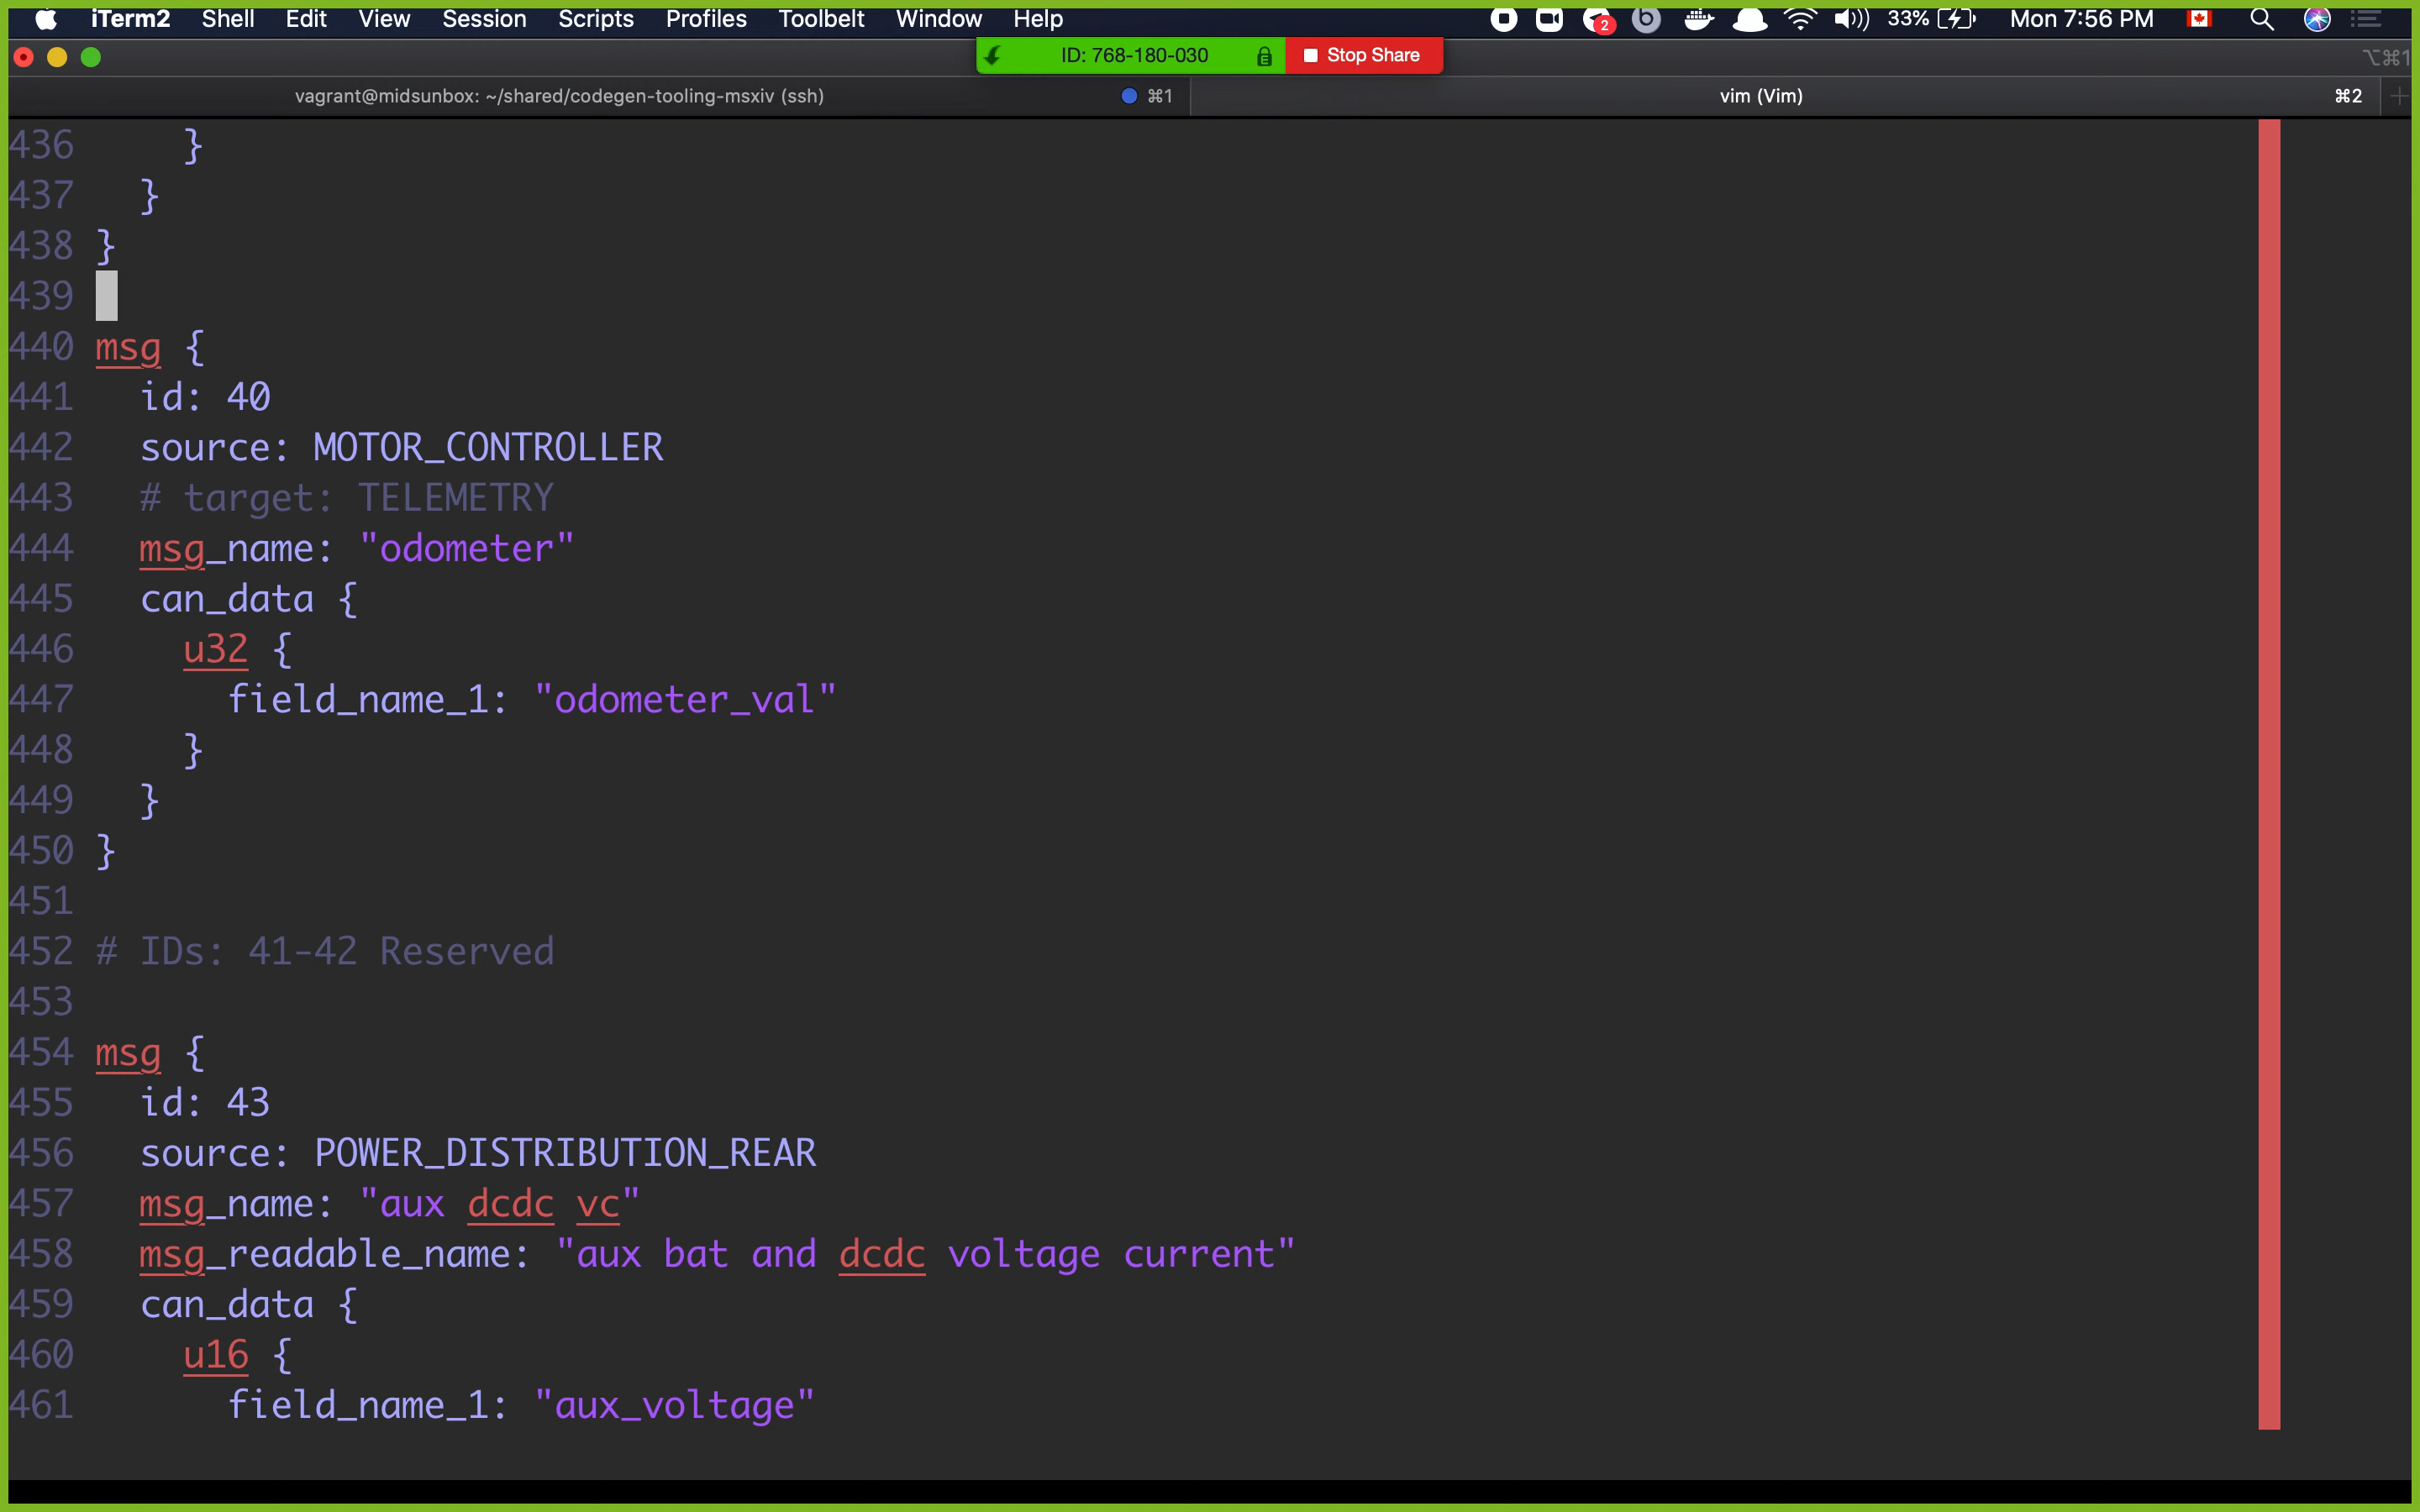 iTerm2 Shell Edit View Session Scripts Profiles Toolbelt Window Help 2 b 33% Mon 7:56 PM
ID: 768-180-030 Stop Share
⌥⌘1
vagrant@midsunbox: ~/shared/codegen-tooling-msxiv (ssh) ⌘1 vim (Vim) ⌘2 +
436     }
437   }
438 }
439
440 msg {
441   id: 40
442   source: MOTOR_CONTROLLER
443   # target: TELEMETRY
444   msg_name: "odometer"
445   can_data {
446     u32 {
447       field_name_1: "odometer_val"
448     }
449   }
450 }
451
452 # IDs: 41-42 Reserved
453
454 msg {
455   id: 43
456   source: POWER_DISTRIBUTION_REAR
457   msg_name: "aux dcdc vc"
458   msg_readable_name: "aux bat and dcdc voltage current"
459   can_data {
460     u16 {
461       field_name_1: "aux_voltage"